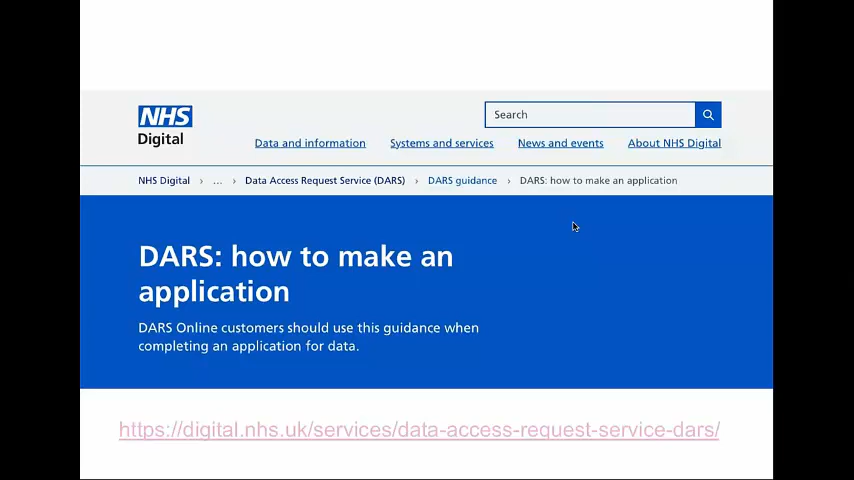 NHS
Digital
Search
Data and information Systems and services News and events About NHS Digital
NHS Digital › ... › Data Access Request Service (DARS) › DARS guidance › DARS: how to make an application
DARS: how to make an
application
DARS Online customers should use this guidance when
completing an application for data.
https://digital.nhs.uk/services/data-access-request-service-dars/